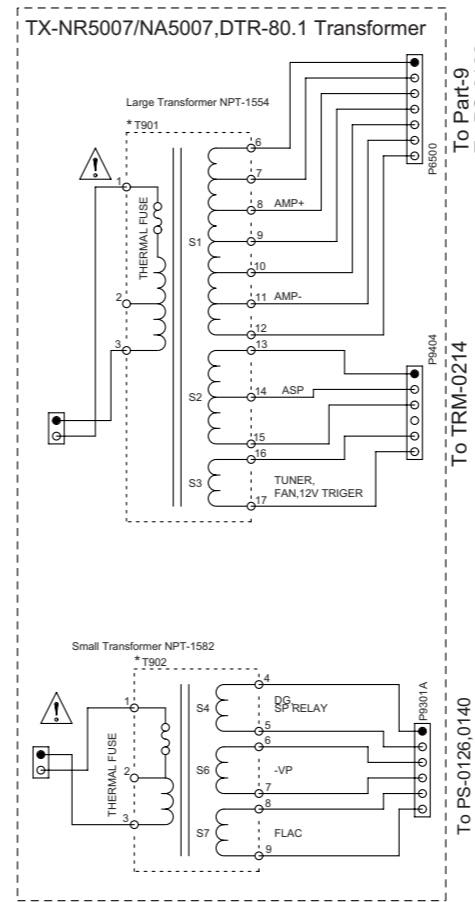 TX-NR5007/NA5007,DTR-80.1 Transformer
Large Transformer NPT-1554
* T901
THERMAL FUSE
1
2
3
S1
6
7
8 AMP+
9
10
11 AMP-
12
S2
13
14 ASP
15
S3
16
TUNER,
FAN,12V TRIGER
17
P6500
To Part-9
P9404
To TRM-0214
Small Transformer NPT-1582
* T902
THERMAL FUSE
1
2
3
S4
4
DG,
SP RELAY
5
S6
6
-VP
7
S7
8
FLAC
9
P9301A
To PS-0126,0140